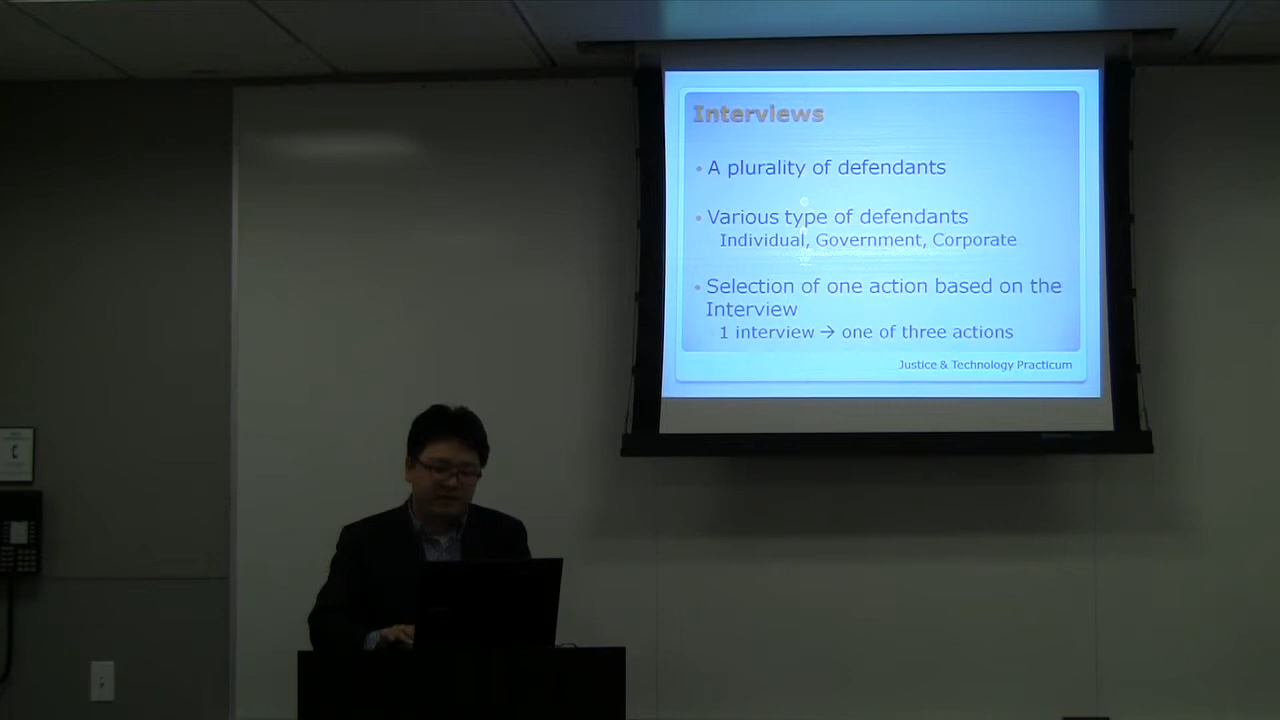 Interviews
• A plurality of defendants
• Various type of defendants
Individual, Government, Corporate
• Selection of one action based on the
Interview
1 interview → one of three actions
Justice & Technology Practicum